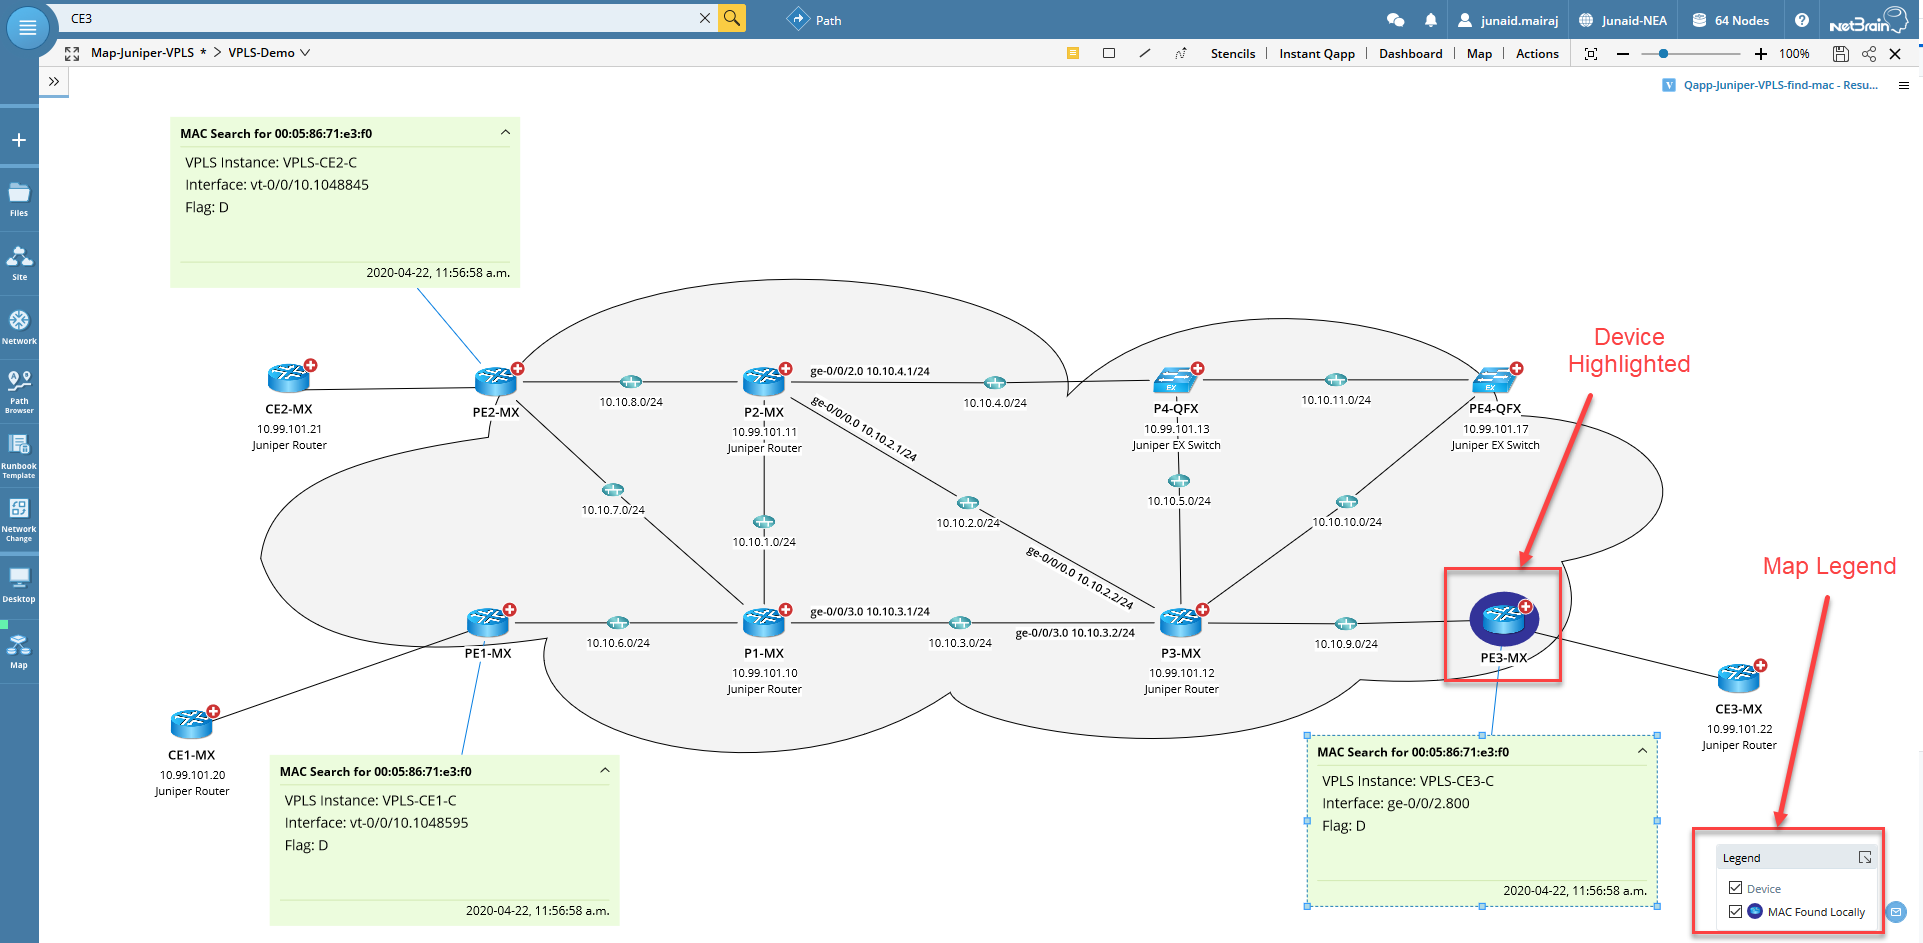 CE3
Path
junaid.mairaj
Junaid-NEA
64 Nodes
NetBrain
Map-Juniper-VPLS * > VPLS-Demo
Stencils
Instant Qapp
Dashboard
Map
Actions
100%
Qapp-Juniper-VPLS-find-mac - Resu...
Files
Site
Network
Path
Browser
Runbook
Template
Network
Change
Desktop
Map
MAC Search for 00:05:86:71:e3:f0
VPLS Instance: VPLS-CE2-C
Interface: vt-0/0/10.1048845
Flag: D
2020-04-22, 11:56:58 a.m.
Device
Highlighted
CE2-MX
10.99.101.21
Juniper Router
PE2-MX
10.10.8.0/24
P2-MX
10.99.101.11
Juniper Router
ge-0/0/2.0 10.10.4.1/24
ge-0/0/0.0 10.10.2.1/24
10.10.4.0/24
P4-QFX
10.99.101.13
Juniper EX Switch
10.10.11.0/24
EX
EX
PE4-QFX
10.99.101.17
Juniper EX Switch
10.10.7.0/24
10.10.1.0/24
10.10.2.0/24
10.10.5.0/24
10.10.10.0/24
ge-0/0/0.0 10.10.2.2/24
Map Legend
PE1-MX
10.10.6.0/24
P1-MX
10.99.101.10
Juniper Router
ge-0/0/3.0 10.10.3.1/24
10.10.3.0/24
ge-0/0/3.0 10.10.3.2/24
P3-MX
10.99.101.12
Juniper Router
10.10.9.0/24
PE3-MX
CE3-MX
10.99.101.22
Juniper Router
CE1-MX
10.99.101.20
Juniper Router
MAC Search for 00:05:86:71:e3:f0
VPLS Instance: VPLS-CE1-C
Interface: vt-0/0/10.1048595
Flag: D
2020-04-22, 11:56:58 a.m.
MAC Search for 00:05:86:71:e3:f0
VPLS Instance: VPLS-CE3-C
Interface: ge-0/0/2.800
Flag: D
2020-04-22, 11:56:58 a.m.
Legend
Device
MAC Found Locally